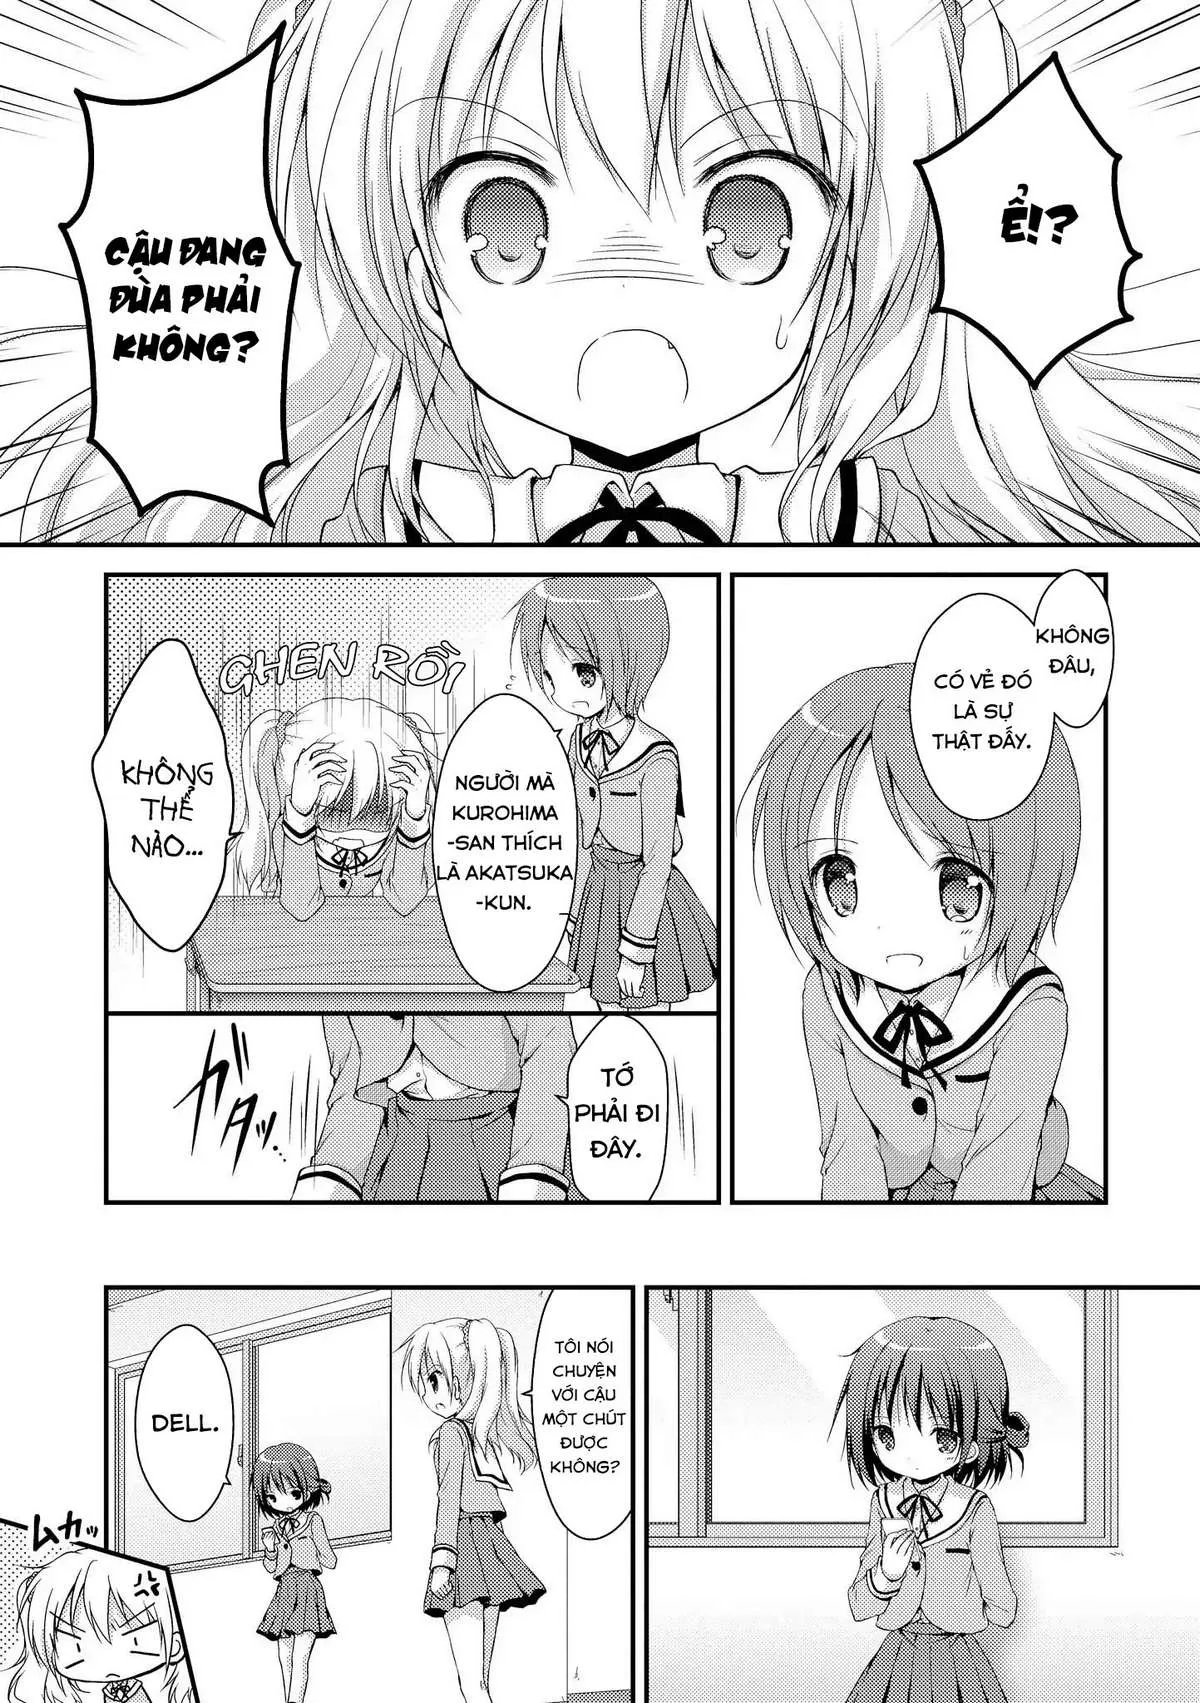 Ể!?
CẬU ĐANG
ĐÙA PHẢI
KHÔNG?
KHÔNG
ĐÂU,
CÓ VẺ ĐÓ
LÀ SỰ
THẬT ĐẤY.
NGƯỜI MÀ
KUROHIMA
-SAN THÍCH
LÀ AKATSUKA
-KUN.
GHEN RỒI
KHÔNG
THỂ
NÀO...
TỚ
PHẢI ĐI
ĐÂY.
ガタッ…
TÔI NÓI
CHUYỆN
VỚI CẬU
MỘT CHÚT
ĐƯỢC
KHÔNG?
DELL.
ムカッ